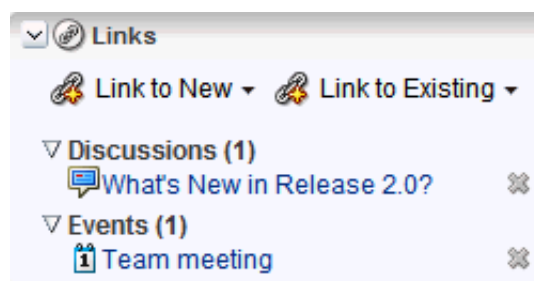 Links
Link to New Link to Existing
Discussions (1)
What's New in Release 2.0?
Events (1)
1 Team meeting